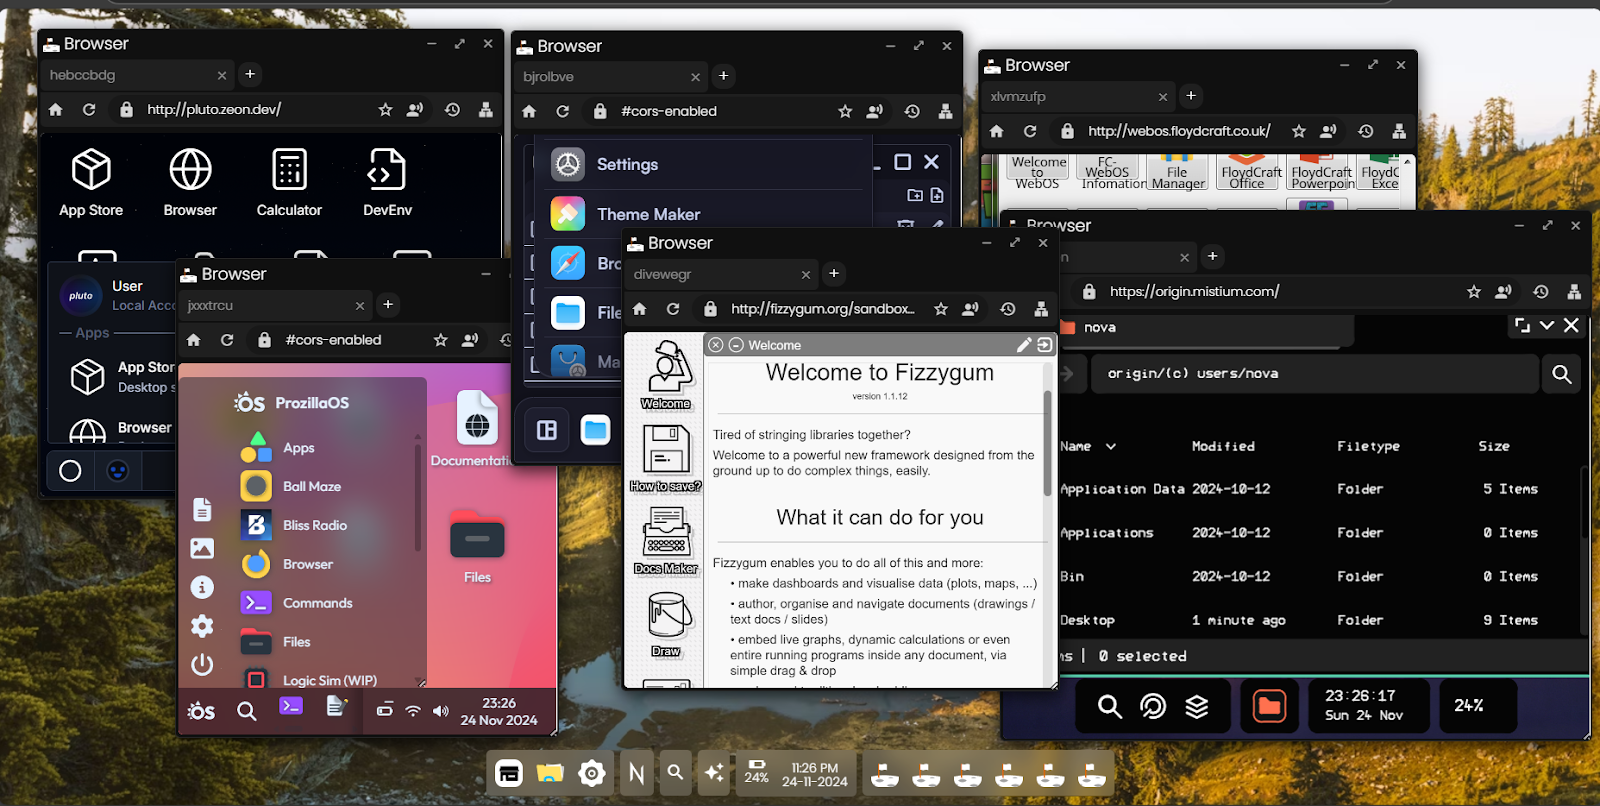 Browser
hebccbdg
http://pluto.zeon.dev/
App Store
Browser
Calculator
DevEnv
User
Local Acco
Apps
pluto
App Stor
Desktop s
Browser
Browser
jxxxtrcu
#cors-enabled
ProzillaOS
Apps
Ball Maze
Bliss Radio
Browser
Commands
Files
Logic Sim (WIP)
Documentati
Files
23:26
24 Nov 2024
Browser
bjrolbve
#cors-enabled
Settings
Theme Maker
Bro
File
Ma
Browser
divewegr
http://fizzygum.org/sandbox...
Welcome
How to save?
Docs Maker
Draw
Welcome
Welcome to Fizzygum
version 1.1.12
Tired of stringing libraries together?
Welcome to a powerful new framework designed from the
ground up to do complex things, easily.
What it can do for you
Fizzygum enables you to do all of this and more:
• make dashboards and visualise data (plots, maps, ...)
• author, organise and navigate documents (drawings /
text docs / slides)
• embed live graphs, dynamic calculations or even
entire running programs inside any document, via
simple drag & drop
Browser
xlvmzufp
http://webos.floydcraft.co.uk/
Welcome
to
WebOS
FC-
WebOS
Infomation
File
Manager
FloydCraft
Office
FloydCraft
Powerpoin
FloydC
Exce
Browser
n
https://origin.mistium.com/
nova
origin/(c) users/nova
Name Modified Filetype Size
Application Data 2024-10-12 Folder 5 Items
Applications 2024-10-12 Folder 0 Items
Bin 2024-10-12 Folder 0 Items
Desktop 1 minute ago Folder 9 Items
ms | 0 selected
23:26:17
Sun 24 Nov
24%
N
24%
11:26 PM
24-11-2024